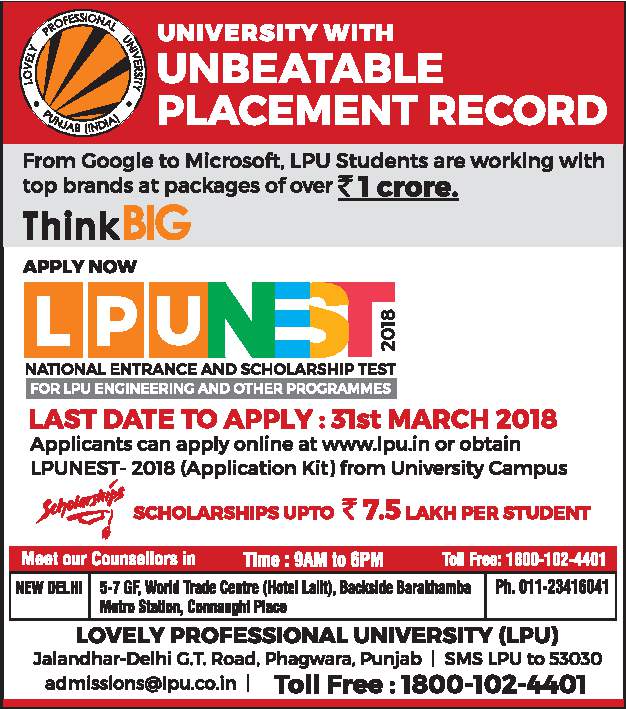 LOVELY PROFESSIONAL UNIVERSITY
PUNJAB (INDIA)
UNIVERSITY WITH
UNBEATABLE
PLACEMENT RECORD
From Google to Microsoft, LPU Students are working with
top brands at packages of over ₹ 1 crore.
ThinkBIG
APPLY NOW
LPUNEST 2018
NATIONAL ENTRANCE AND SCHOLARSHIP TEST
FOR LPU ENGINEERING AND OTHER PROGRAMMES
LAST DATE TO APPLY : 31st MARCH 2018
Applicants can apply online at www.lpu.in or obtain
LPUNEST- 2018 (Application Kit) from University Campus
Scholarships
SCHOLARSHIPS UPTO ₹ 7.5 LAKH PER STUDENT
Meet our Counsellors in Time : 9AM to 6PM Toll Free: 1800-102-4401
NEW DELHI 5-7 GF, World Trade Centre (Hotel Lalit), Backside Barakhamba Ph. 011-23416041
Metro Station, Connaught Place
LOVELY PROFESSIONAL UNIVERSITY (LPU)
Jalandhar-Delhi G.T. Road, Phagwara, Punjab | SMS LPU to 53030
admissions@lpu.co.in | Toll Free : 1800-102-4401